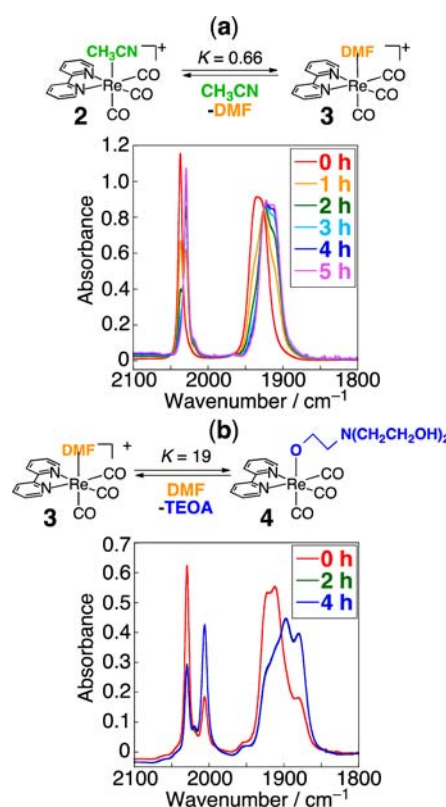 (a)
CH₃CN
+
DMF
+
K = 0.66
N
N
Re
CO
CO
CO
N
N
Re
CO
CO
CO
CH₃CN
-DMF
2
3
1.2
1.0
0.8
0.6
0.4
0.2
0
Absorbance
0 h
1 h
2 h
3 h
4 h
5 h
2100 2000 1900 1800
Wavenumber / cm⁻¹
(b)
DMF
+
N(CH₂CH₂OH)₂
K = 19
O
N
N
Re
CO
CO
CO
N
N
Re
CO
CO
CO
DMF
-TEOA
3
4
0.7
0.6
0.5
0.4
0.3
0.2
0.1
0
Absorbance
0 h
2 h
4 h
2100 2000 1900 1800
Wavenumber / cm⁻¹